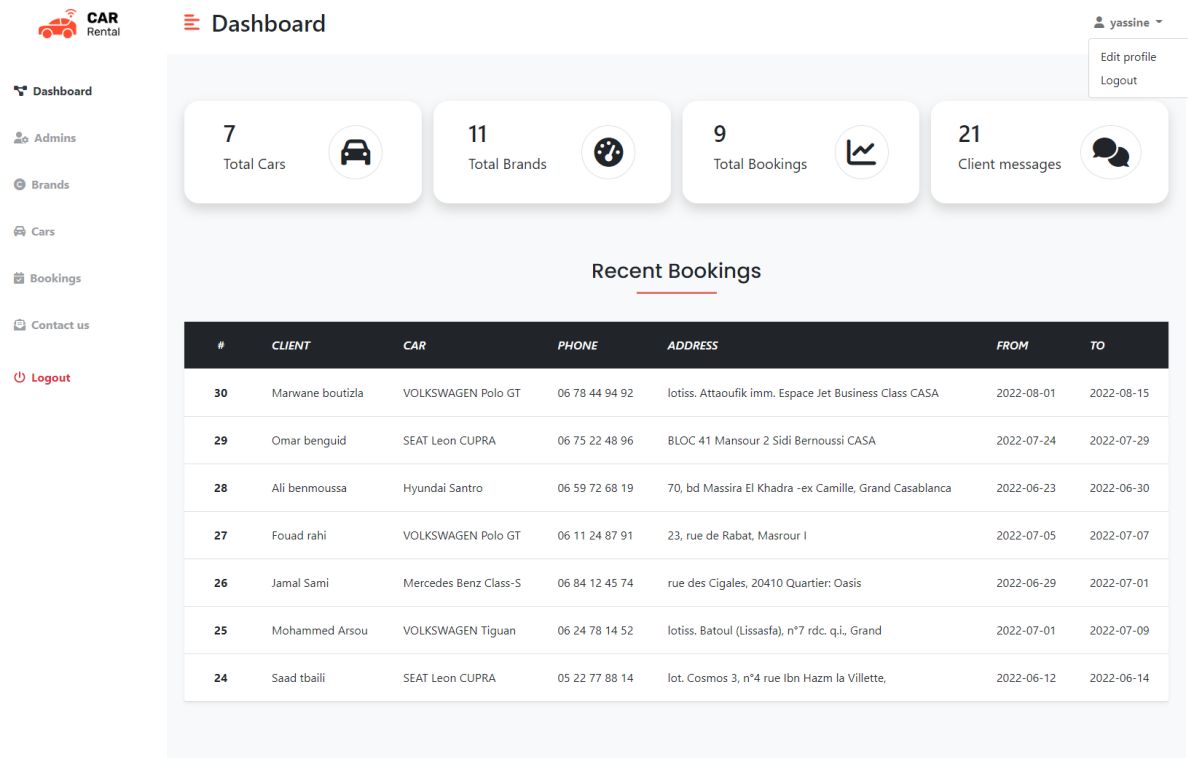 CAR
Rental
Dashboard
yassine
Edit profile
Logout
Dashboard
Admins
Brands
Cars
Bookings
Contact us
Logout
7
Total Cars
11
Total Brands
9
Total Bookings
21
Client messages
Recent Bookings
# CLIENT CAR PHONE ADDRESS FROM TO
30 Marwane boutizla VOLKSWAGEN Polo GT 06 78 44 94 92 lotiss. Attaoufik imm. Espace Jet Business Class CASA 2022-08-01 2022-08-15
29 Omar benguid SEAT Leon CUPRA 06 75 22 48 96 BLOC 41 Mansour 2 Sidi Bernoussi CASA 2022-07-24 2022-07-29
28 Ali benmoussa Hyundai Santro 06 59 72 68 19 70, bd Massira El Khadra -ex Camille, Grand Casablanca 2022-06-23 2022-06-30
27 Fouad rahi VOLKSWAGEN Polo GT 06 11 24 87 91 23, rue de Rabat, Masrour I 2022-07-05 2022-07-07
26 Jamal Sami Mercedes Benz Class-S 06 84 12 45 74 rue des Cigales, 20410 Quartier: Oasis 2022-06-29 2022-07-01
25 Mohammed Arsou VOLKSWAGEN Tiguan 06 24 78 14 52 lotiss. Batoul (Lissasfa), n°7 rdc. q.i., Grand 2022-07-01 2022-07-09
24 Saad tbaili SEAT Leon CUPRA 05 22 77 88 14 lot. Cosmos 3, n°4 rue Ibn Hazm la Villette, 2022-06-12 2022-06-14